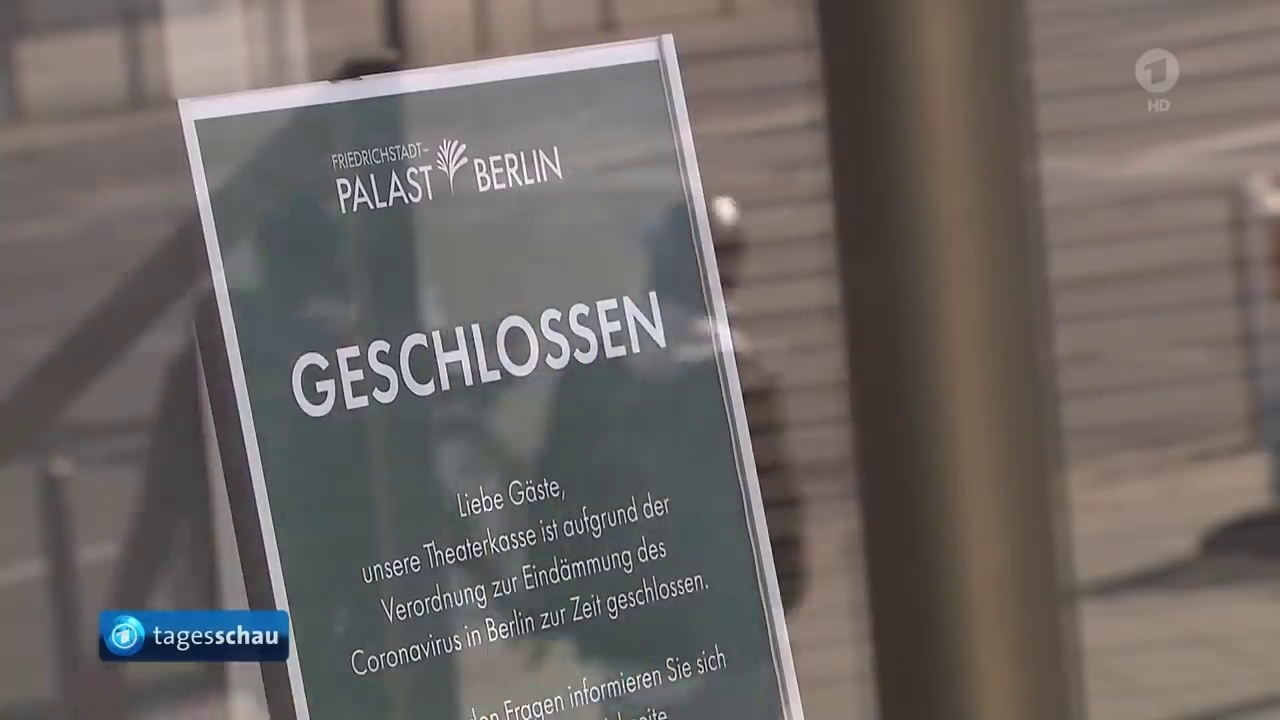 1
HD
FRIEDRICHSTADT-
PALAST BERLIN
GESCHLOSSEN
Liebe Gäste,
unsere Theaterkasse ist aufgrund der
Verordnung zur Eindämmung des
Coronavirus in Berlin zur Zeit geschlossen.
Fragen informieren Sie sich
tagesschau